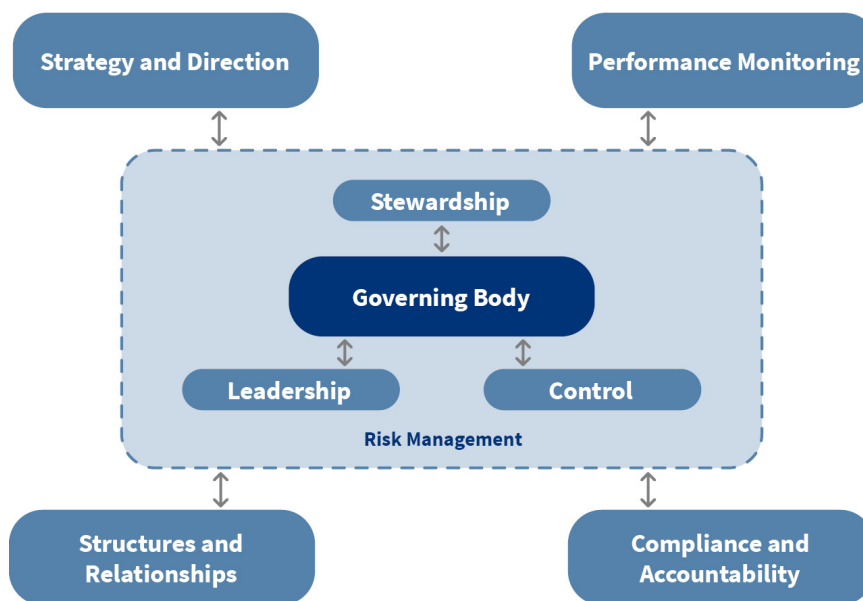 Strategy and Direction
Performance Monitoring
Stewardship
Governing Body
Leadership
Control
Risk Management
Structures and
Relationships
Compliance and
Accountability